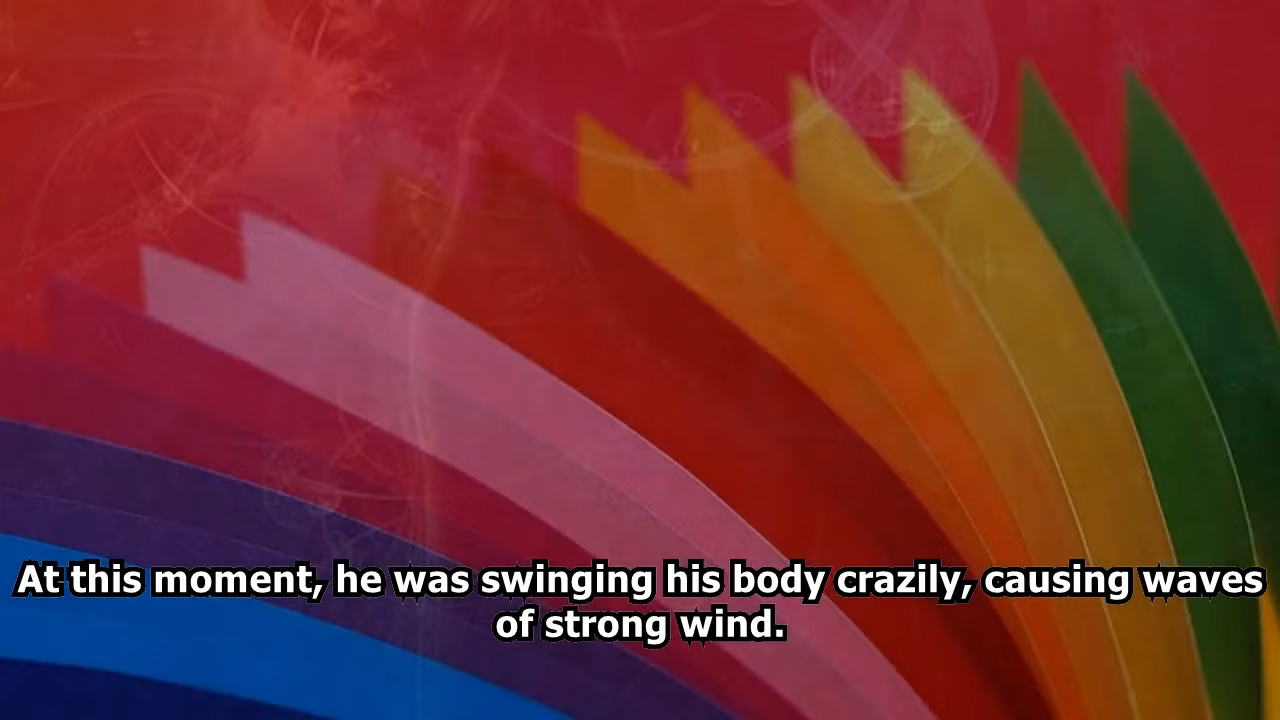 At this moment, he was swinging his body crazily, causing waves
of strong wind.